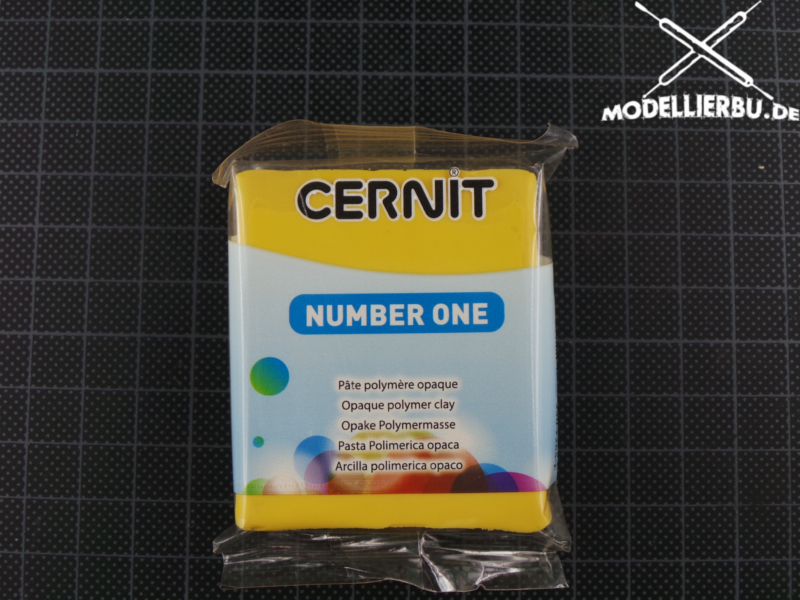 MODELLIERBU.DE
CERNIT®
NUMBER ONE
Pâte polymère opaque
Opaque polymer clay
Opake Polymermasse
Pasta Polimerica opaca
Arcilla polimerica opaco